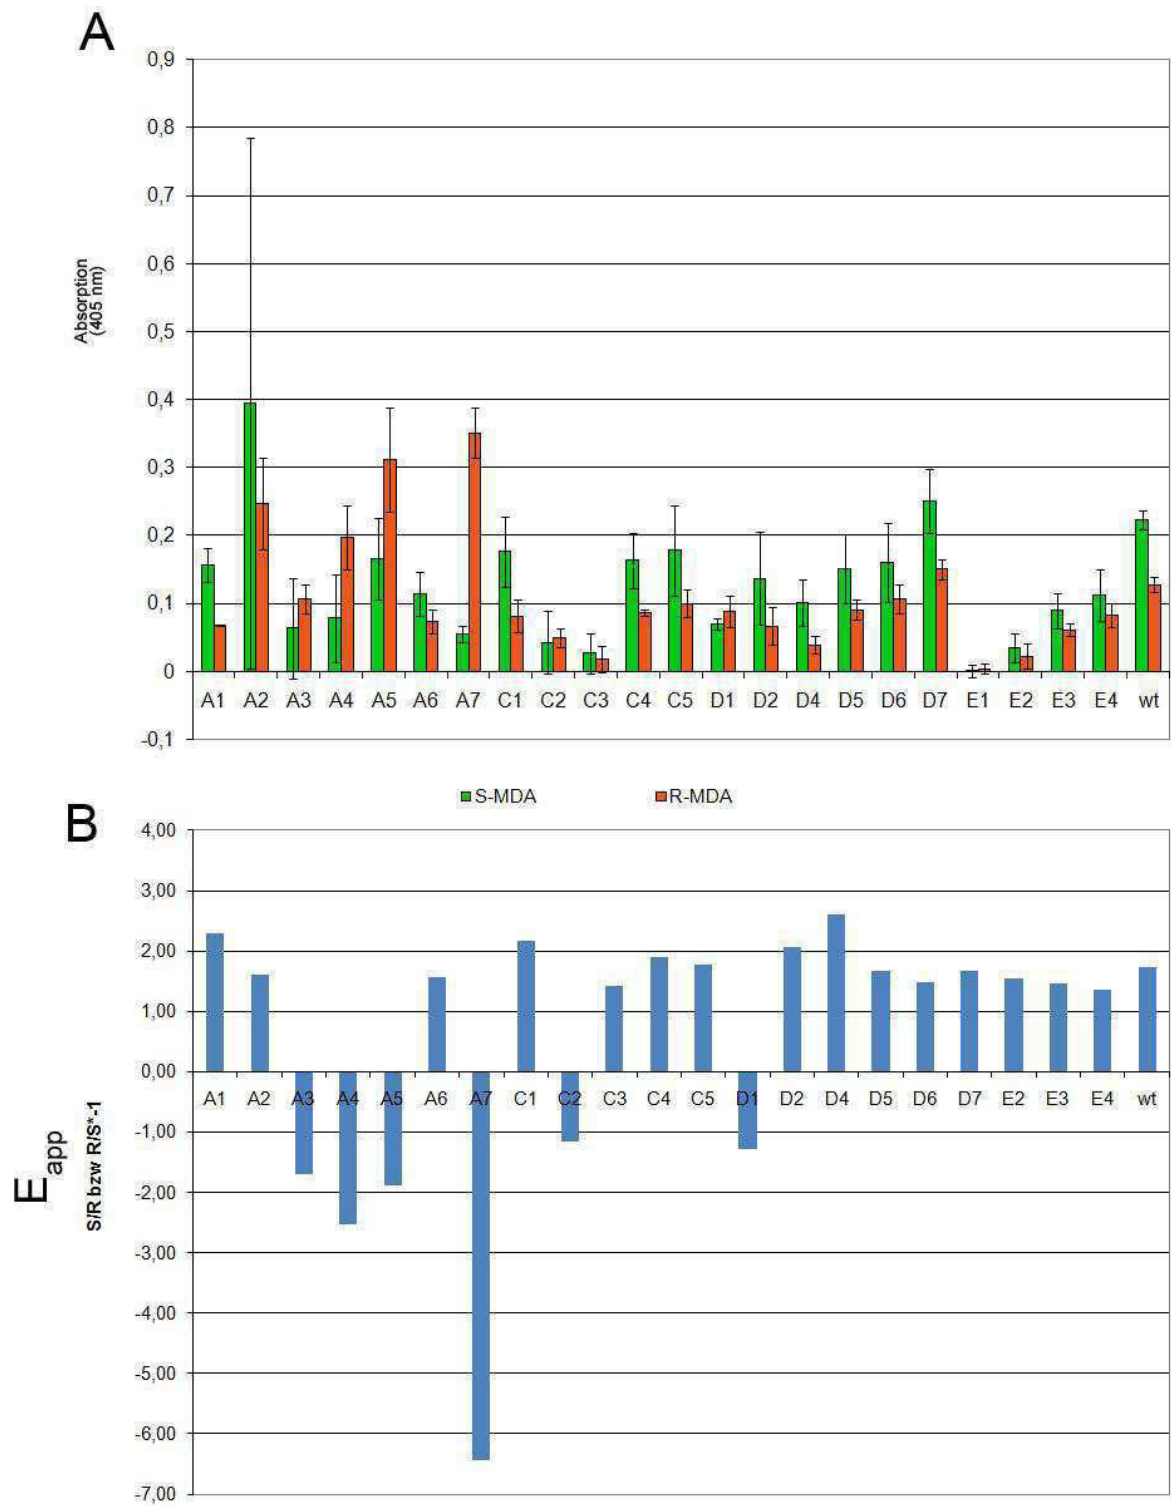 A
0,9
0,8
0,7
0,6
0,5
0,4
0,3
0,2
0,1
0
-0,1
Absorption
(405 nm)
A1 A2 A3 A4 A5 A6 A7 C1 C2 C3 C4 C5 D1 D2 D4 D5 D6 D7 E1 E2 E3 E4 wt
S-MDA R-MDA
B
4,00
3,00
2,00
1,00
0,00
-1,00
-2,00
-3,00
-4,00
-5,00
-6,00
-7,00
E app
S/R bzw R/S*-1
A1 A2 A3 A4 A5 A6 A7 C1 C2 C3 C4 C5 D1 D2 D4 D5 D6 D7 E2 E3 E4 wt